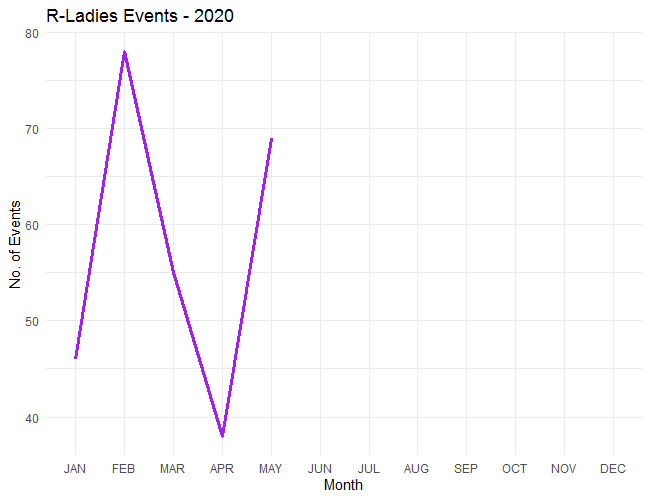 R-Ladies Events - 2020
80
70
60
50
40
No. of Events
JAN FEB MAR APR MAY JUN JUL AUG SEP OCT NOV DEC
Month